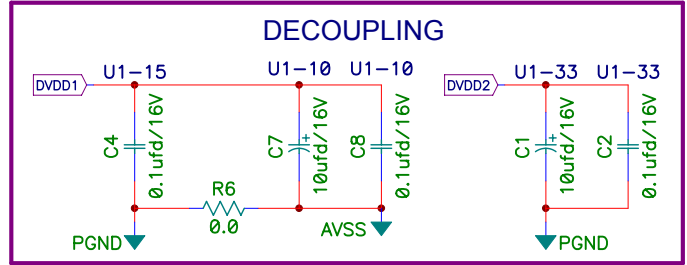 DECOUPLING
U1-15
U1-10
U1-10
U1-33
U1-33
DVDD1
DVDD2
C4
0.1ufd/16V
C7
10ufd/16V
C8
0.1ufd/16V
C1
10ufd/16V
C2
0.1ufd/16V
+
+
R6
0.0
PGND
AVSS
PGND